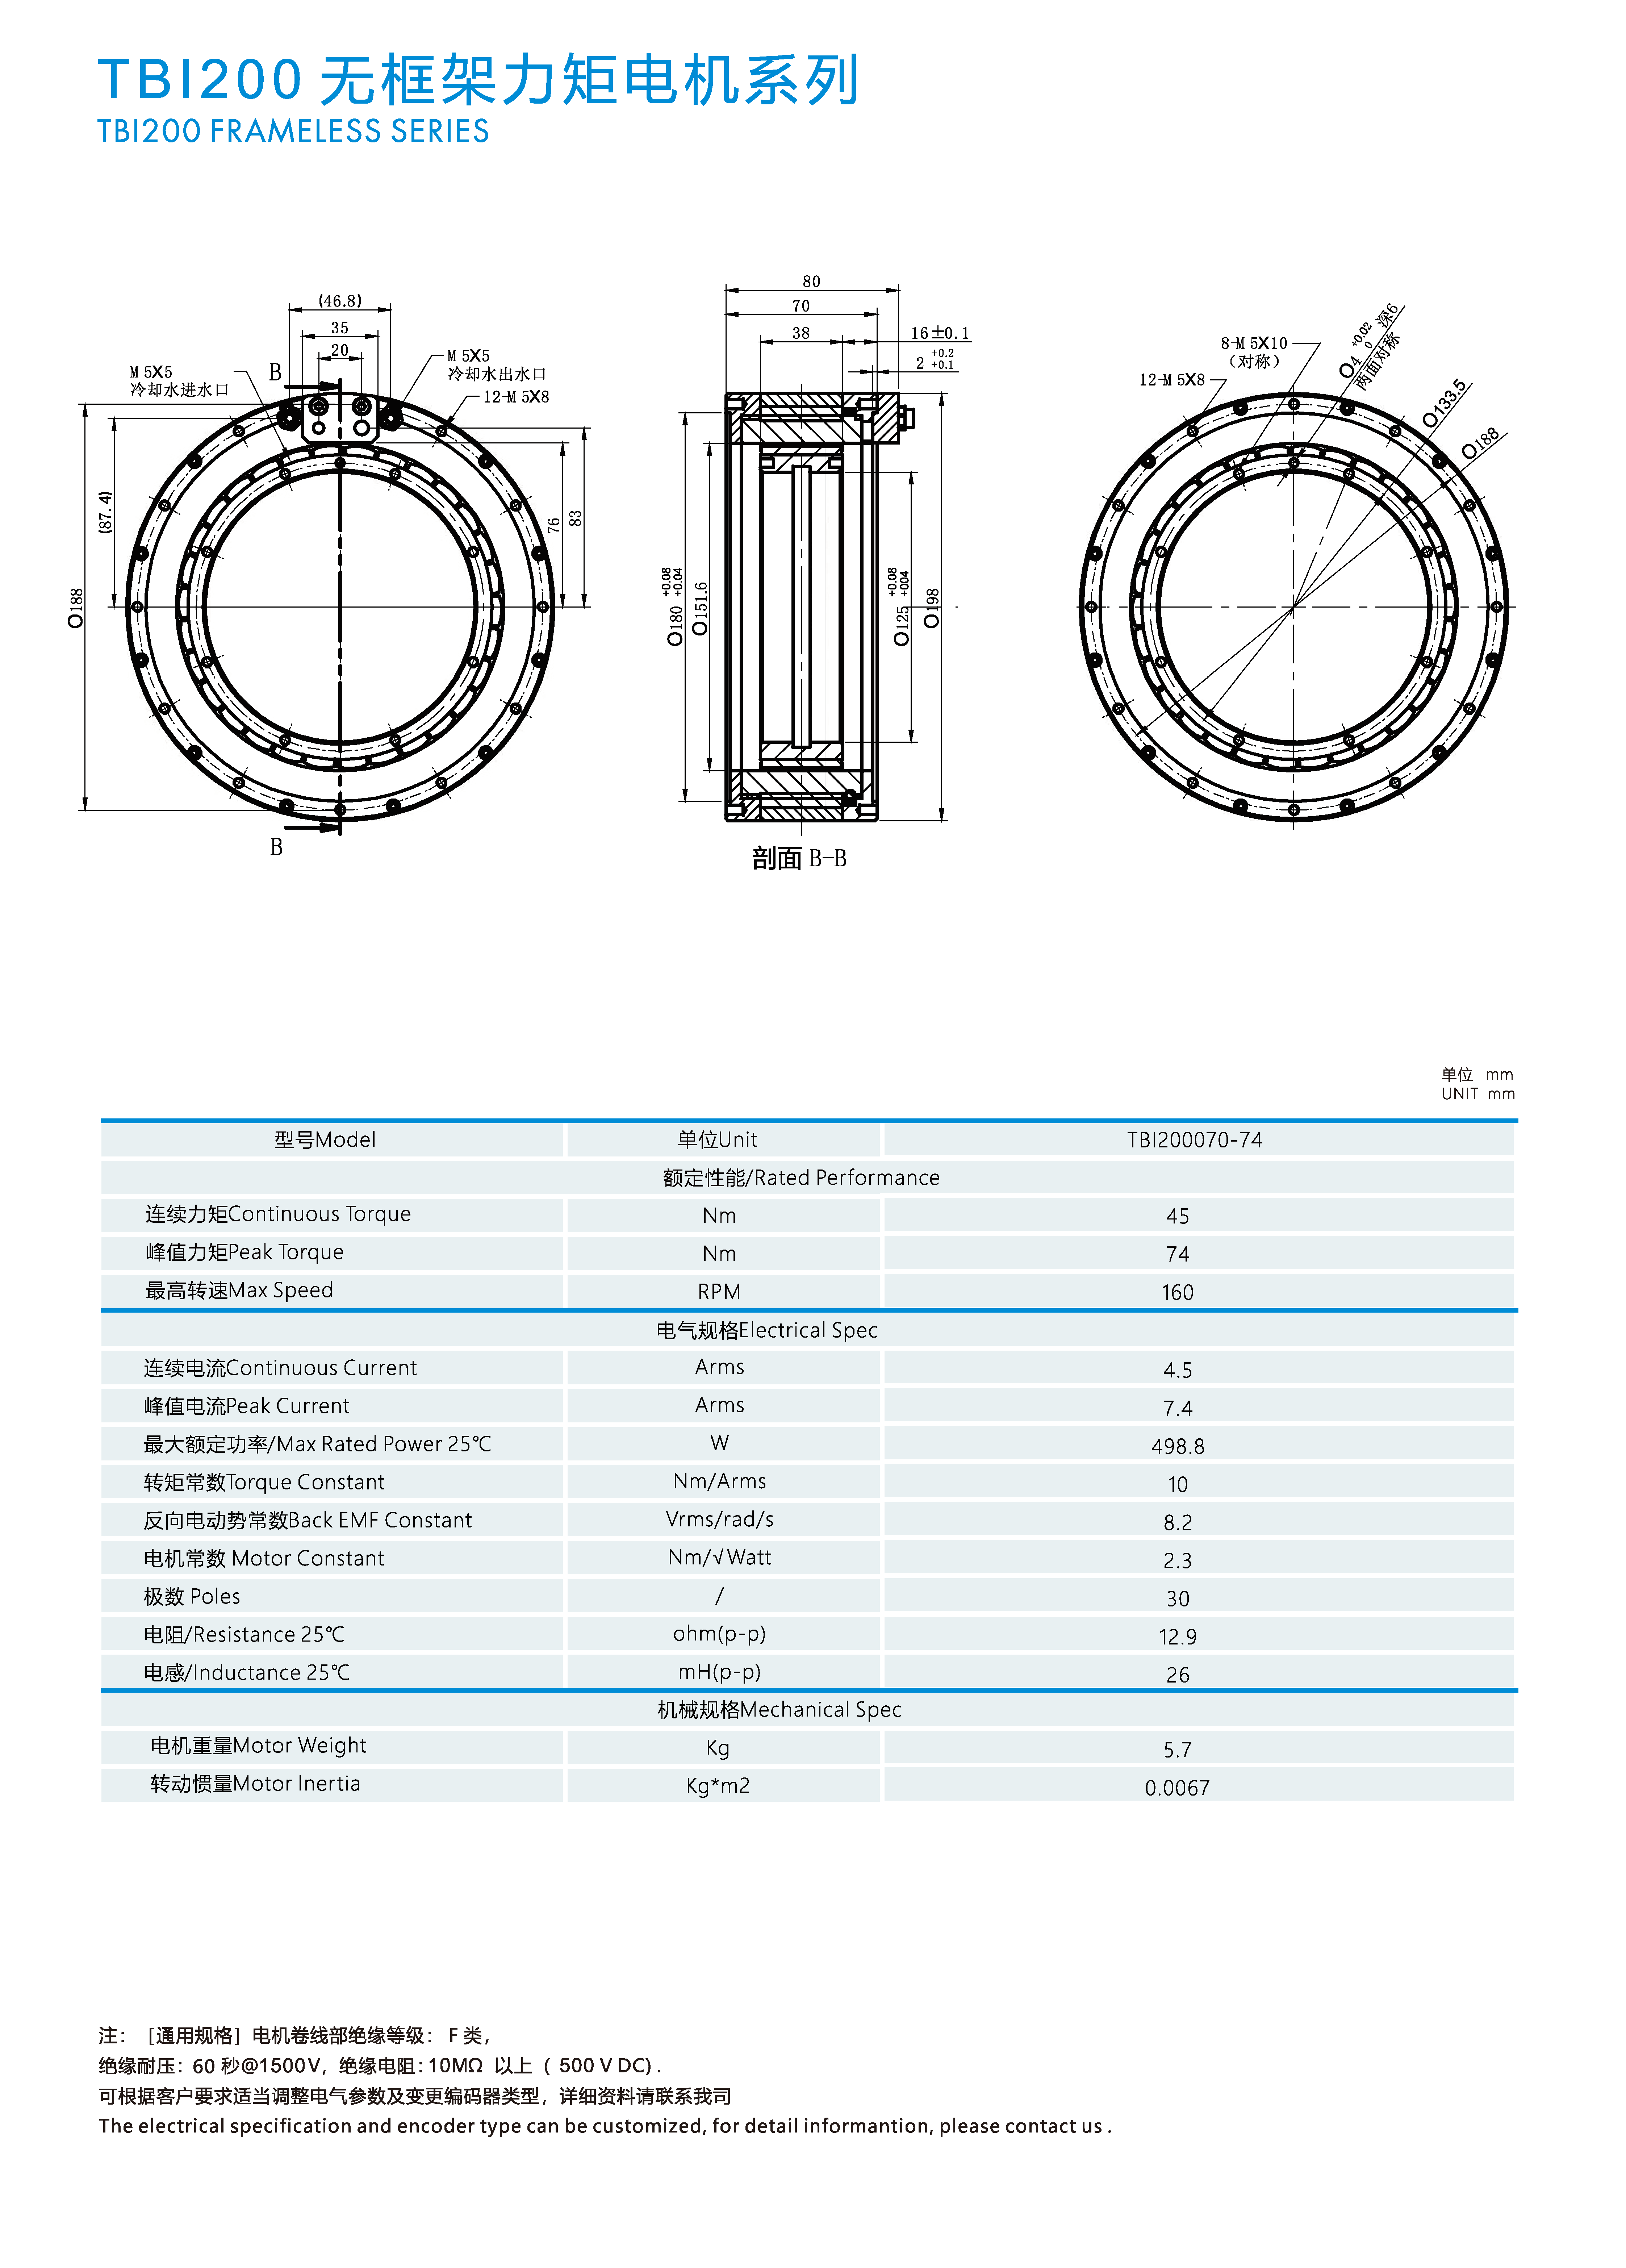 TBI200 无框架力矩电机系列
TBI200 FRAMELESS SERIES
(46.8)
35
20
M 5X5
冷却水进水口
B
M 5X5
冷却水出水口
12-M 5X8
(87.4)
O188
76
83
B
80
70
38
16±0.1
2 +0.2 +0.1
O180 +0.08 +0.04
O151.6
O125 +0.08 +004
O198
剖面 B-B
8-M 5X10
（对称）
12-M 5X8
O4 +0.02 0 深6
两面对称
O133.5
O188
单位 mm
UNIT mm
型号Model 单位Unit TBI200070-74
额定性能/Rated Performance
连续力矩Continuous Torque Nm 45
峰值力矩Peak Torque Nm 74
最高转速Max Speed RPM 160
电气规格Electrical Spec
连续电流Continuous Current Arms 4.5
峰值电流Peak Current Arms 7.4
最大额定功率/Max Rated Power 25℃ W 498.8
转矩常数Torque Constant Nm/Arms 10
反向电动势常数Back EMF Constant Vrms/rad/s 8.2
电机常数 Motor Constant Nm/√Watt 2.3
极数 Poles / 30
电阻/Resistance 25℃ ohm(p-p) 12.9
电感/Inductance 25℃ mH(p-p) 26
机械规格Mechanical Spec
电机重量Motor Weight Kg 5.7
转动惯量Motor Inertia Kg*m2 0.0067
注： [通用规格] 电机卷线部绝缘等级： F 类，
绝缘耐压：60 秒@1500V，绝缘电阻：10MΩ 以上 ( 500 V DC) .
可根据客户要求适当调整电气参数及变更编码器类型，详细资料请联系我司
The electrical specification and encoder type can be customized, for detail informantion, please contact us .